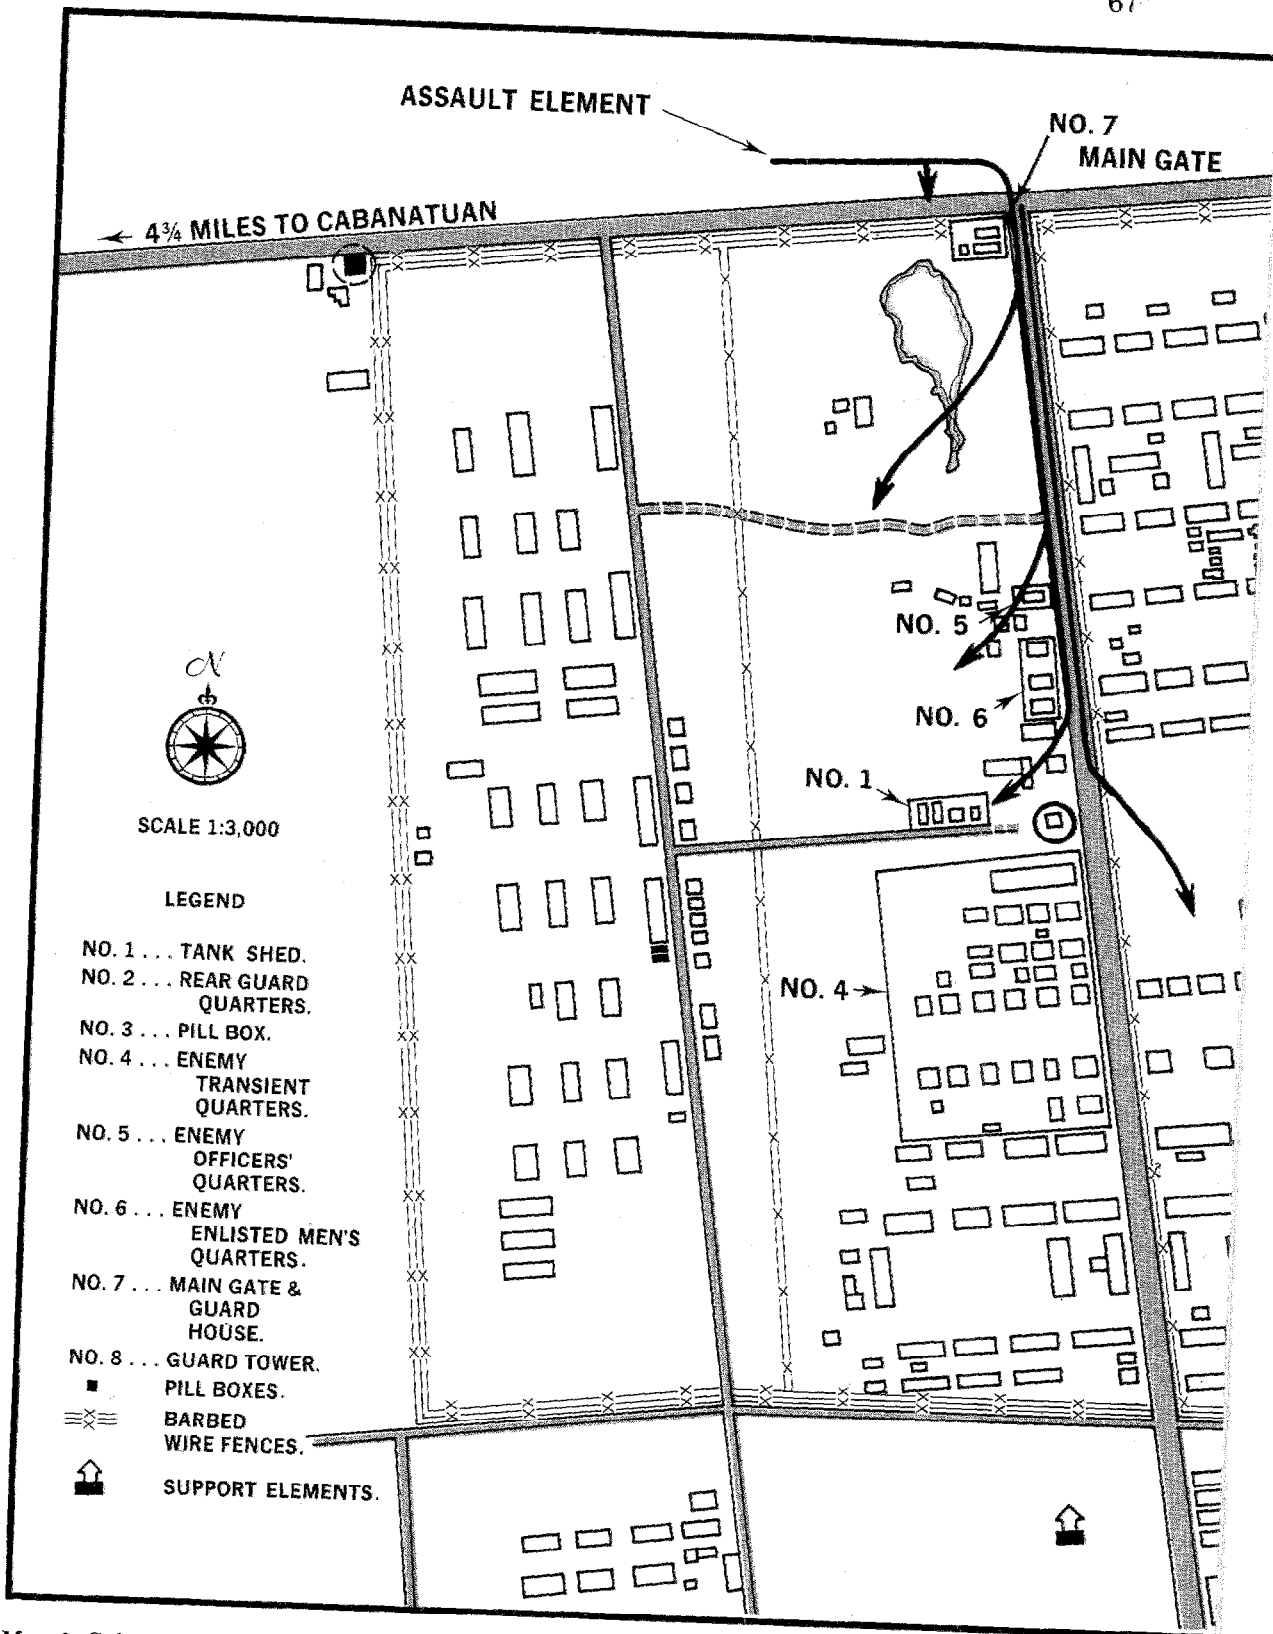 67
ASSAULT ELEMENT
NO. 7
MAIN GATE
← 4¾ MILES TO CABANATUAN
NO. 5
NO. 6
NO. 1
N
SCALE 1:3,000
NO. 4
LEGEND
NO. 1 . . . TANK SHED.
NO. 2 . . . REAR GUARD
QUARTERS.
NO. 3 . . . PILL BOX.
NO. 4 . . . ENEMY
TRANSIENT
QUARTERS.
NO. 5 . . . ENEMY
OFFICERS'
QUARTERS.
NO. 6 . . . ENEMY
ENLISTED MEN'S
QUARTERS.
NO. 7 . . . MAIN GATE &
GUARD
HOUSE.
NO. 8 . . . GUARD TOWER.
PILL BOXES.
BARBED
WIRE FENCES.
SUPPORT ELEMENTS.